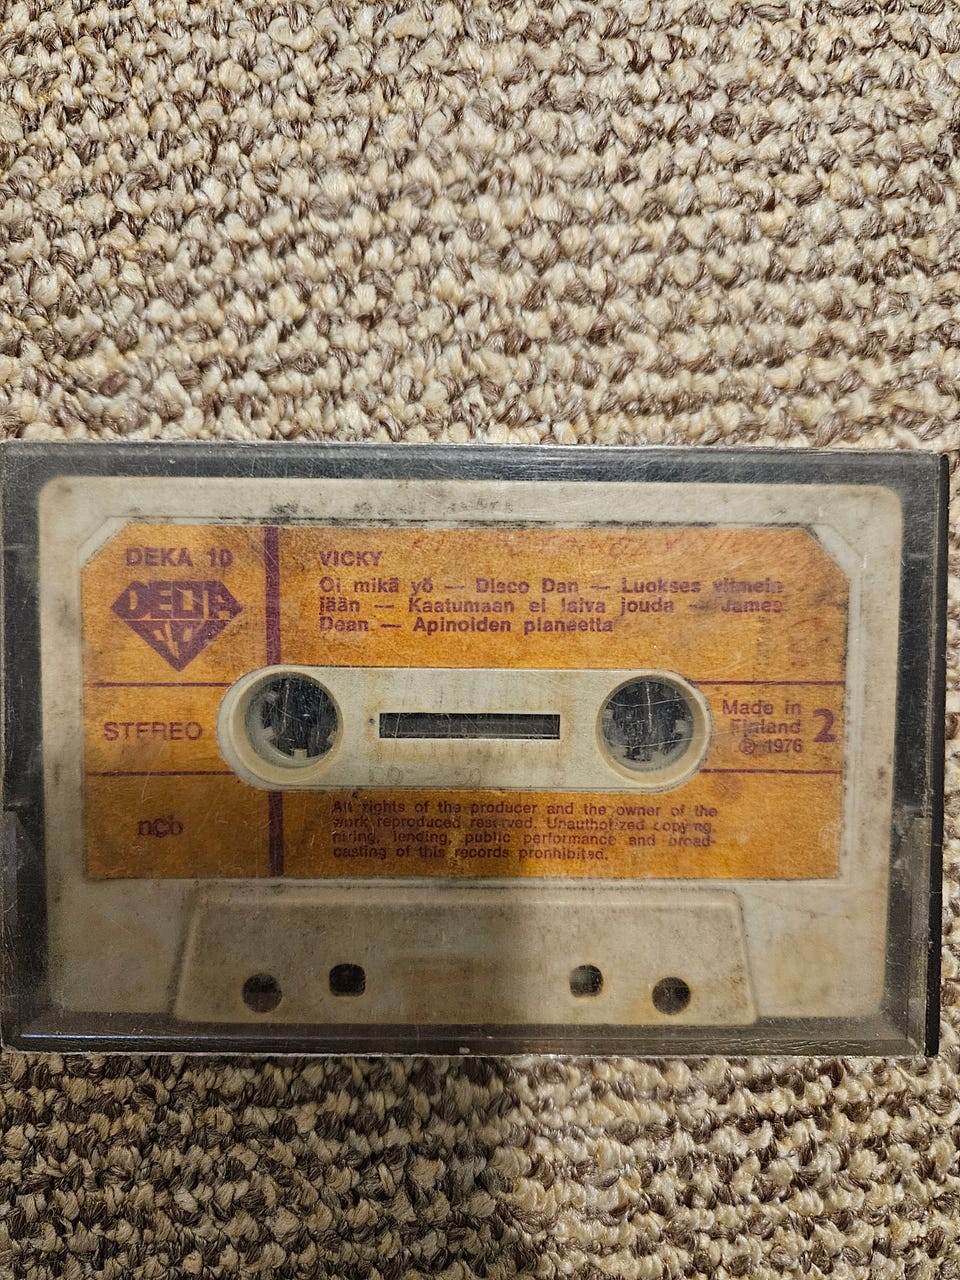 DEKA 10
DELTA
STEREO
ncb
VICKY
Oi mikä yö — Disco Dan — Luokses viimein
jään — Kaatumaan ei laiva jouda — James
Dean — Apinoiden planeetta
Made in
Finland
Ⓟ 1976
2
All rights of the producer and the owner of the
work reproduced reserved. Unauthorized copying,
hiring, lending, public performance and broad-
casting of this records prohibited.